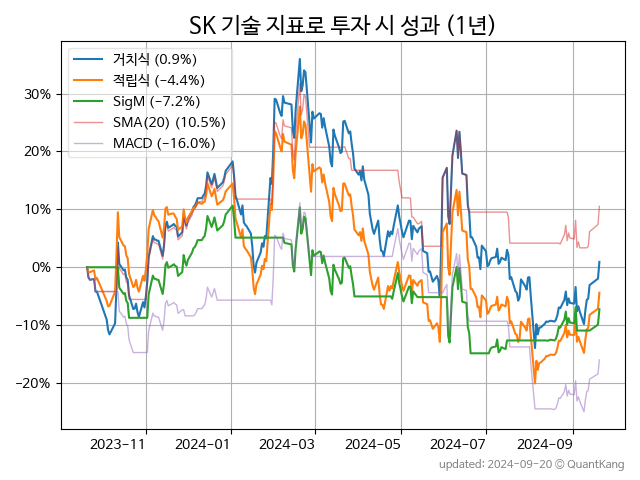 SK 기술 지표로 투자 시 성과 (1년)
거치식 (0.9%)
적립식 (−4.4%)
SigM (−7.2%)
SMA(20) (10.5%)
MACD (−16.0%)
30%
20%
10%
0%
−10%
−20%
2023-11 2024-01 2024-03 2024-05 2024-07 2024-09
updated: 2024-09-20 © QuantKang